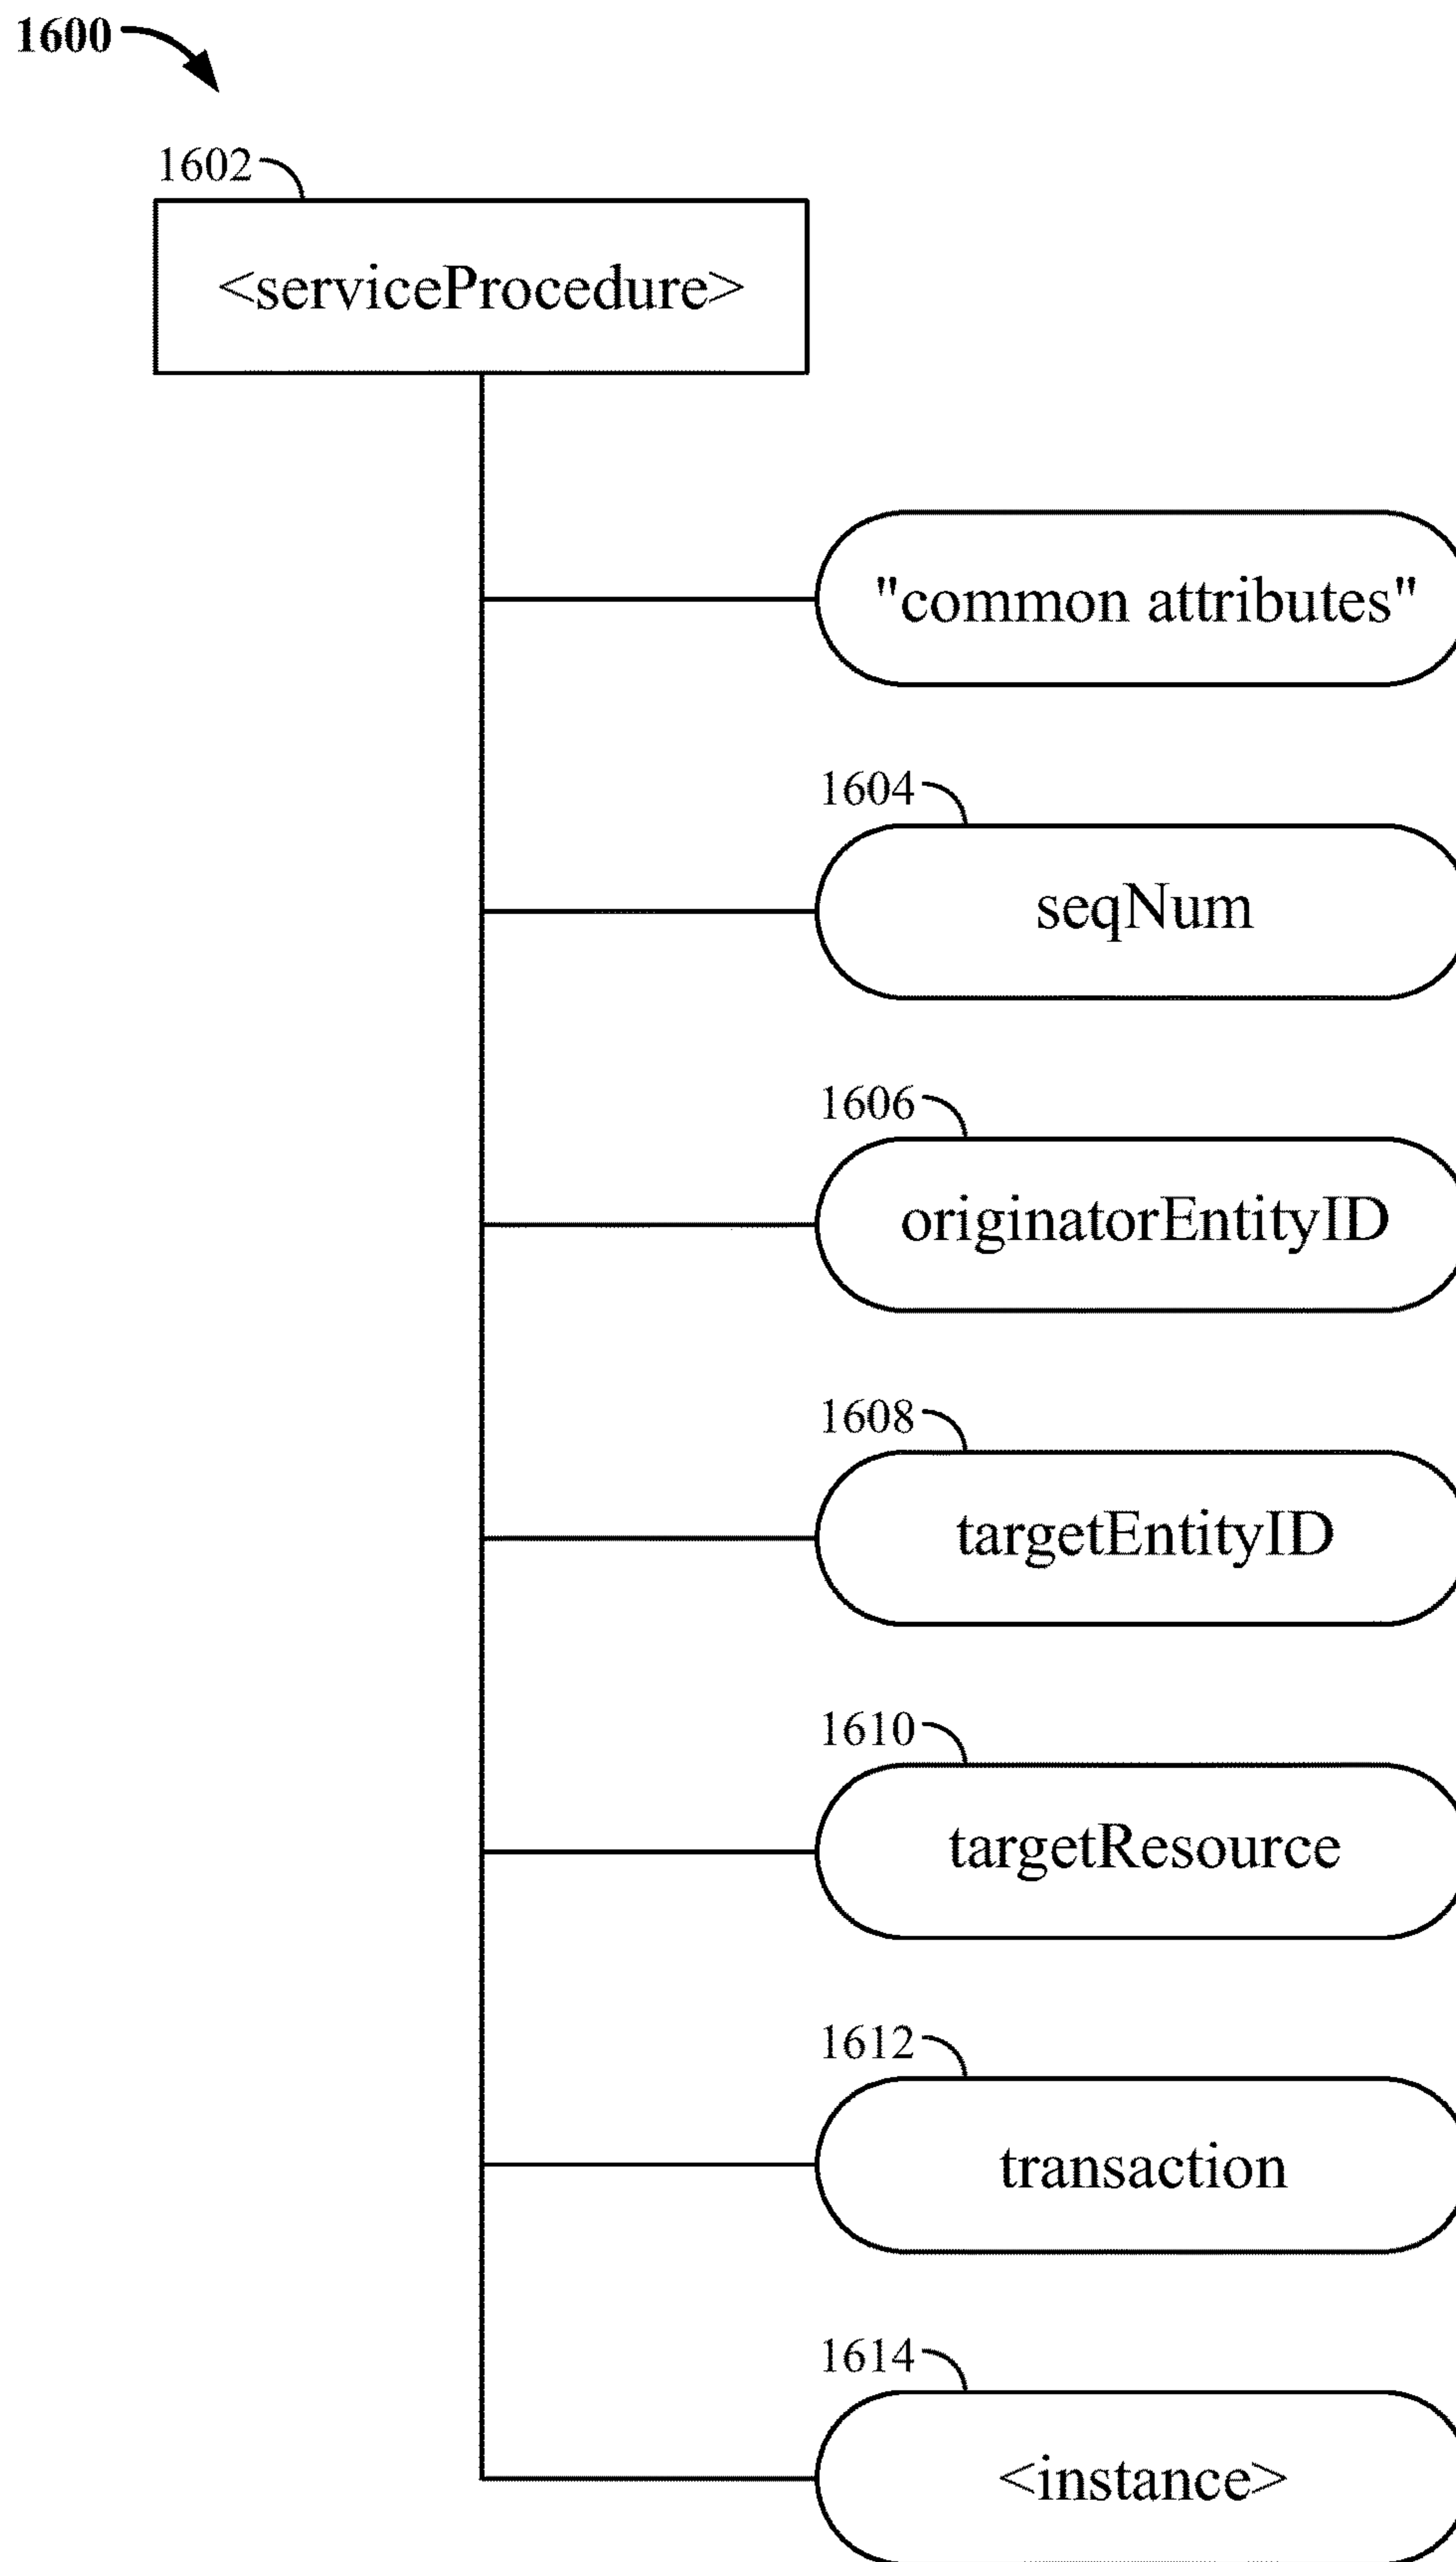 1600
1602
<serviceProcedure>
"common attributes"
1604
seqNum
1606
originatorEntityID
1608
targetEntityID
1610
targetResource
1612
transaction
1614
<instance>